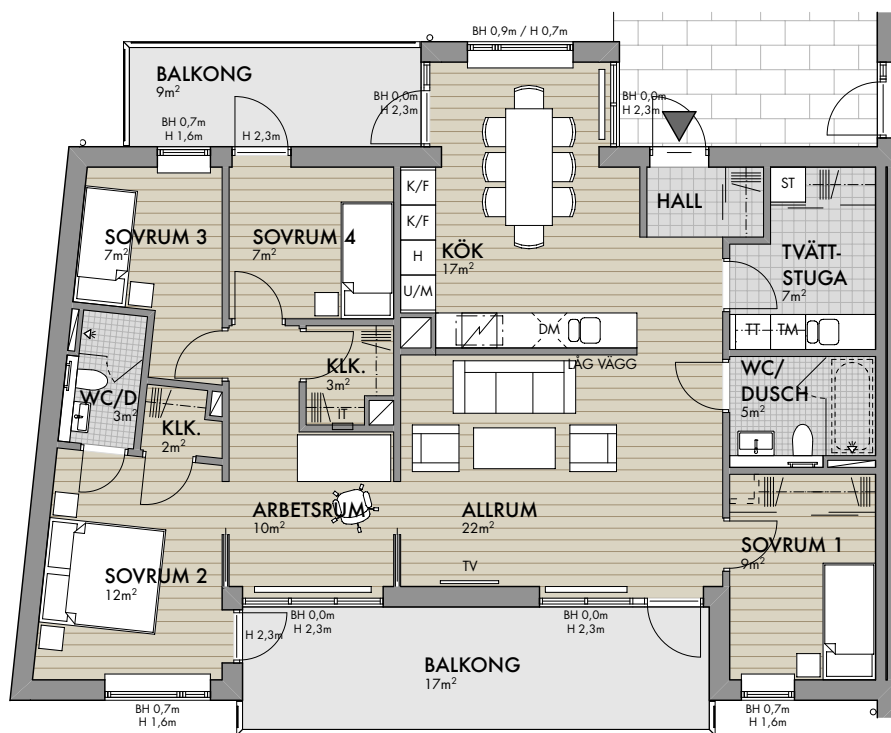 BH 0,9m / H 0,7m
BALKONG
9m²
BH 0,0m
H 2,3m
BH 0,0m
H 2,3m
BH 0,7m
H 1,6m
H 2,3m
K/F
K/F
H
U/M
HALL
ST
SOVRUM 3
7m²
SOVRUM 4
7m²
KÖK
17m²
TVÄTT-
STUGA
7m²
DM
TT
TM
LÅG VÄGG
WC/D
3m²
KLK.
3m²
IT
WC/
DUSCH
5m²
KLK.
2m²
ARBETSRUM
10m²
ALLRUM
22m²
SOVRUM 1
9m²
SOVRUM 2
12m²
TV
BH 0,0m
H 2,3m
BH 0,0m
H 2,3m
H 2,3m
BALKONG
17m²
BH 0,7m
H 1,6m
BH 0,7m
H 1,6m